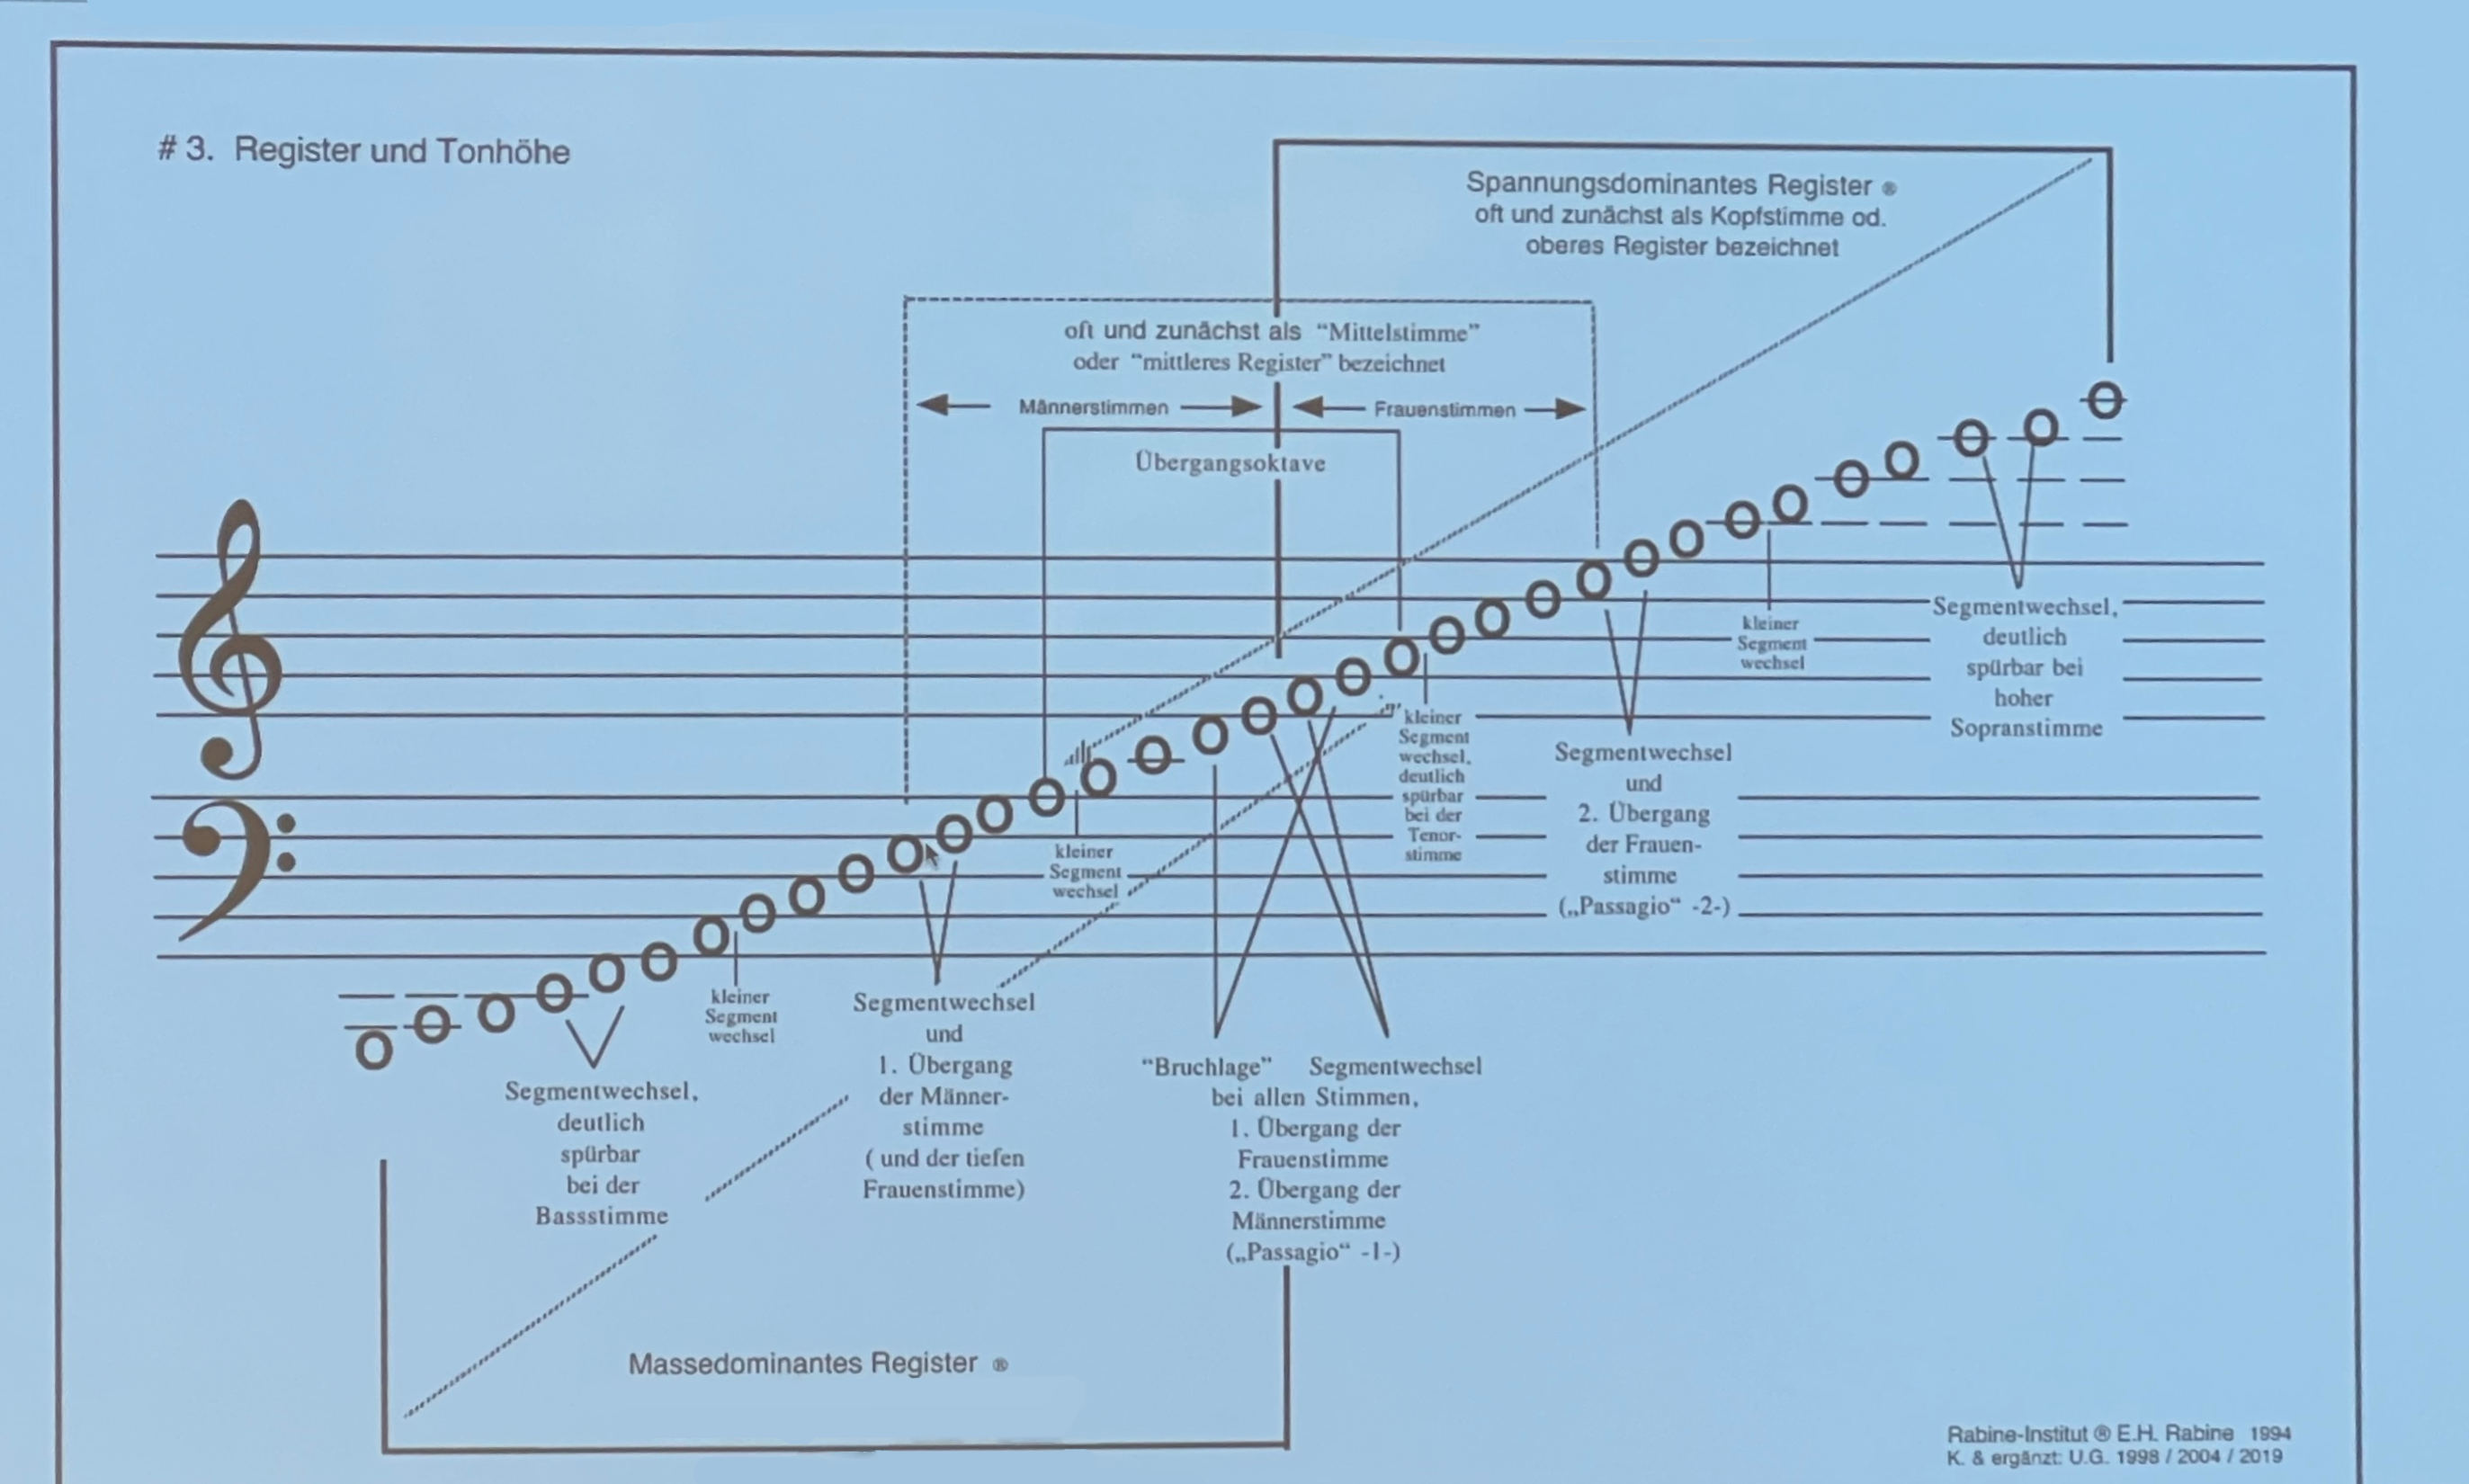 # 3. Register und Tonhöhe
Spannungsdominantes Register ®
oft und zunächst als Kopfstimme od.
oberes Register bezeichnet
oft und zunächst als “Mittelstimme”
oder “mittleres Register” bezeichnet
Männerstimmen
Frauenstimmen
Übergangsoktave
kleiner
Segment
wechsel
Segmentwechsel,
deutlich
spürbar bei
hoher
Sopranstimme
kleiner
Segment
wechsel,
deutlich
spürbar
bei der
Tenor-
stimme
Segmentwechsel
und
2. Übergang
der Frauen-
stimme
(„Passagio“ -2-)
kleiner
Segment
wechsel
kleiner
Segment
wechsel
Segmentwechsel,
deutlich
spürbar
bei der
Bassstimme
Segmentwechsel
und
1. Übergang
der Männer-
stimme
( und der tiefen
Frauenstimme)
“Bruchlage” Segmentwechsel
bei allen Stimmen,
1. Übergang der
Frauenstimme
2. Übergang der
Männerstimme
(„Passagio“ -1-)
Massedominantes Register ®
Rabine-Institut ® E.H. Rabine 1994
K. & ergänzt: U.G. 1998 / 2004 / 2019